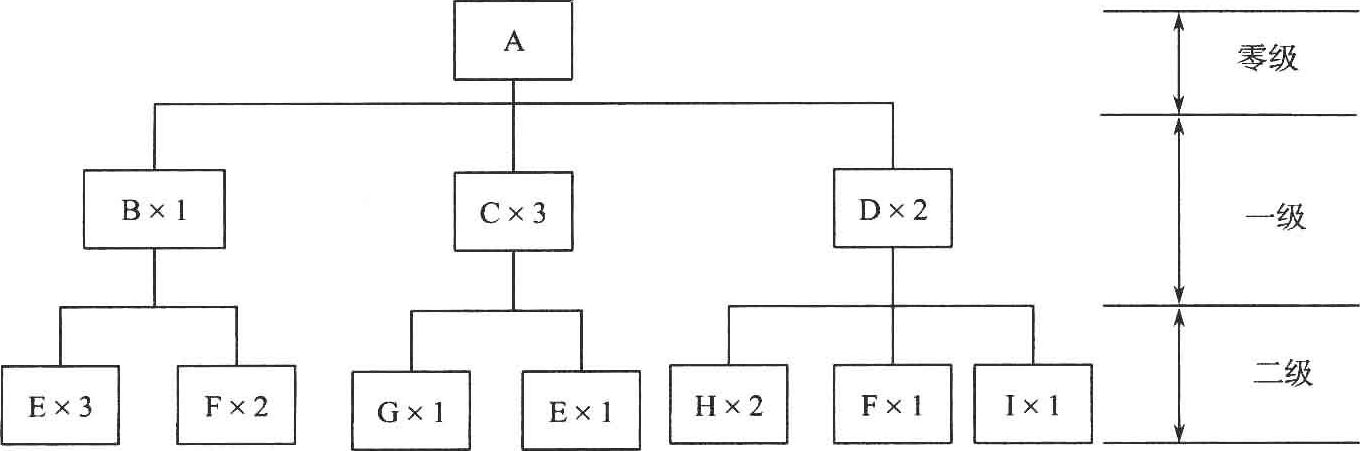 A
零级
B × 1
C × 3
D × 2
一级
E × 3
F × 2
G × 1
E × 1
H × 2
F × 1
I × 1
二级